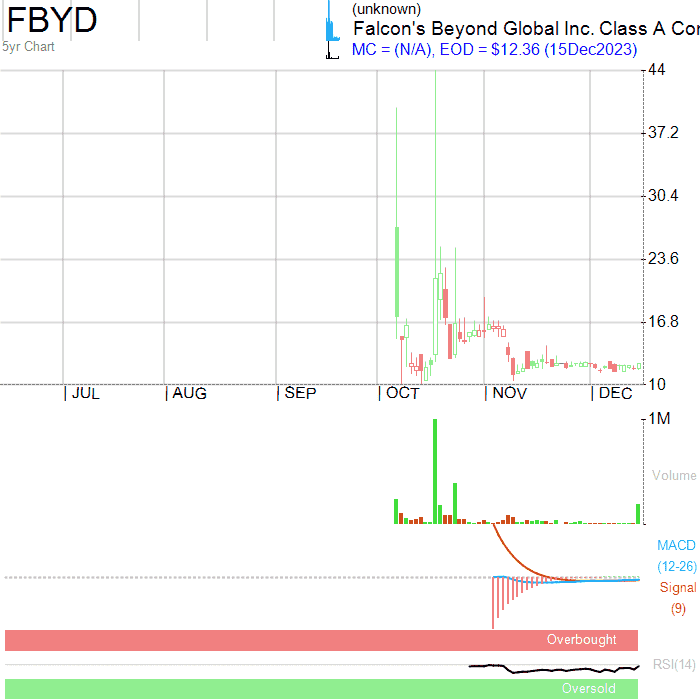 FBYD
(unknown)
Falcon's Beyond Global Inc. Class A Con
5yr Chart
MC = (N/A), EOD = $12.36 (15Dec2023)
44
37.2
30.4
23.6
16.8
10
JUL AUG SEP OCT NOV DEC
1M
Volume
MACD
(12-26)
Signal
(9)
Overbought
RSI(14)
Oversold